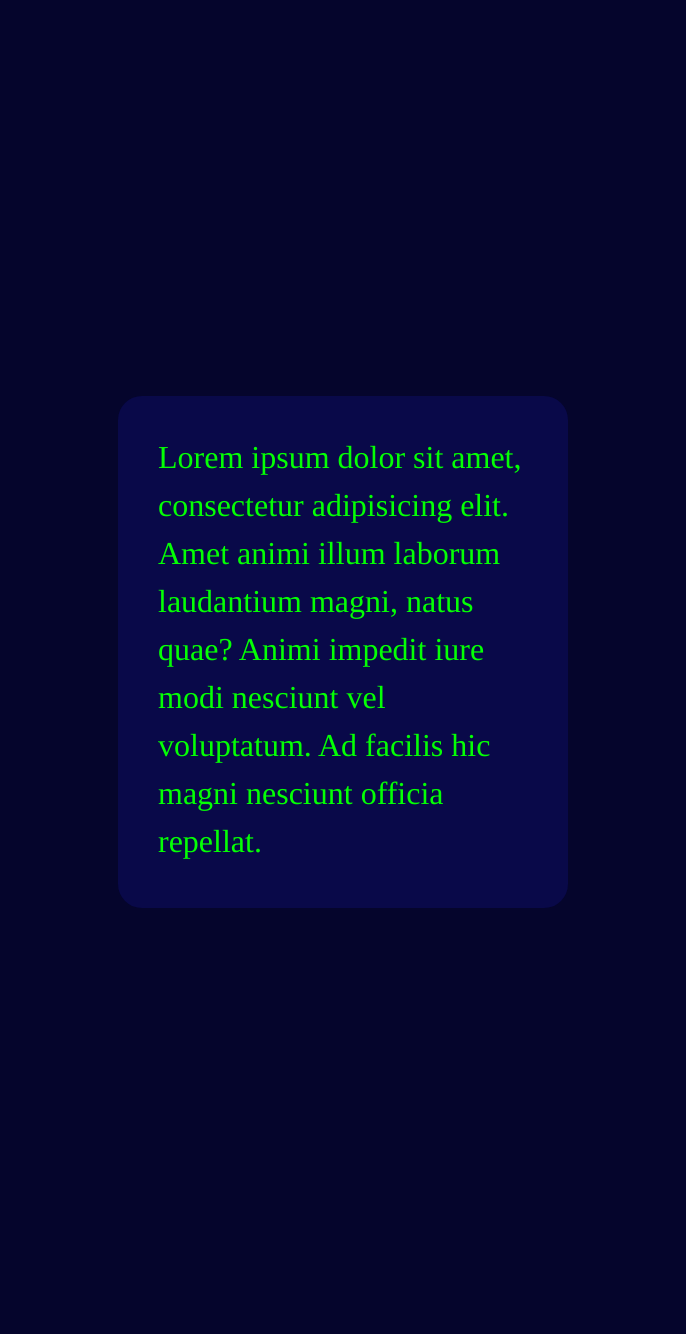 Lorem ipsum dolor sit amet,
consectetur adipisicing elit.
Amet animi illum laborum
laudantium magni, natus
quae? Animi impedit iure
modi nesciunt vel
voluptatum. Ad facilis hic
magni nesciunt officia
repellat.